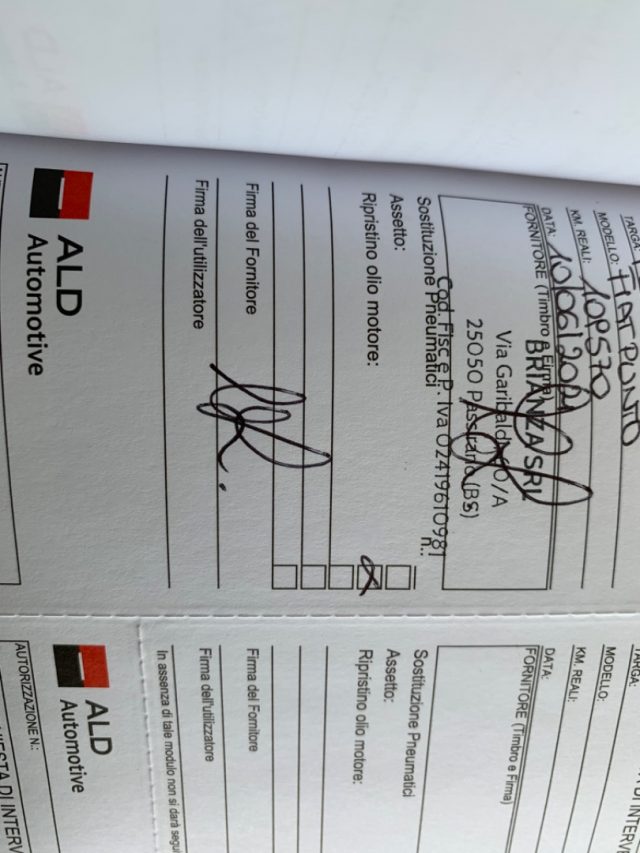 TARGA:
MODELLO: FIAT PUNTO
KM. REALI: 109570
DATA: 10/06/2021
FORNITORE (Timbro e Firma)
BRIANZA SRL
Via Garibaldi, 60/A
25050 Passirano (BS)
Cod.Fisc e P. Iva 02419610981
Sostituzione Pneumatici n..
Assetto:
Ripristino olio motore: X
Firma del Fornitore
Firma dell'utilizzatore
ALD
Automotive
TARGA:
MODELLO:
KM. REALI:
DATA:
FORNITORE (Timbro e Firma)
Sostituzione Pneumatici
Assetto:
Ripristino olio motore:
Firma del Fornitore
Firma dell'utilizzatore
In assenza di tale modulo non si darà
ALD
Automotive
AUTORIZZAZIONE N.: